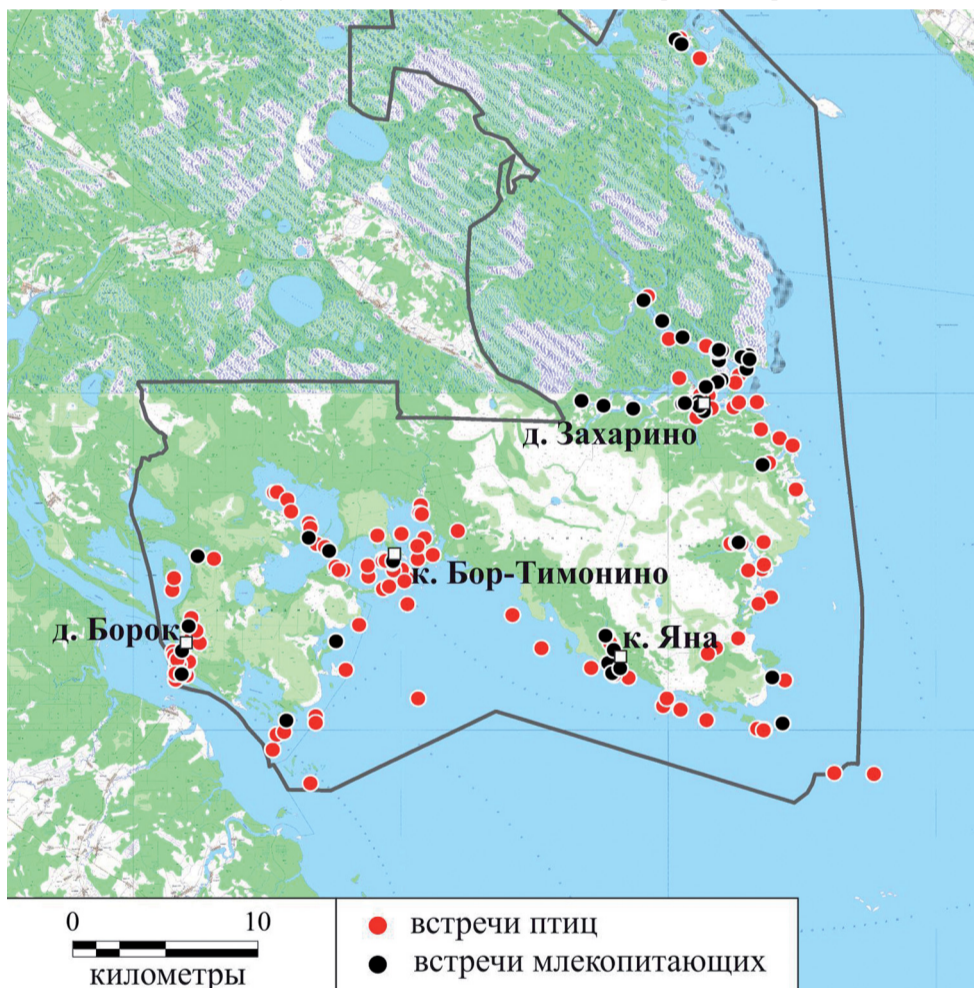 д. Захарино
к. Бор-Тимонино
д. Борок
к. Яна
0 10
километры
встречи птиц
встречи млекопитающих